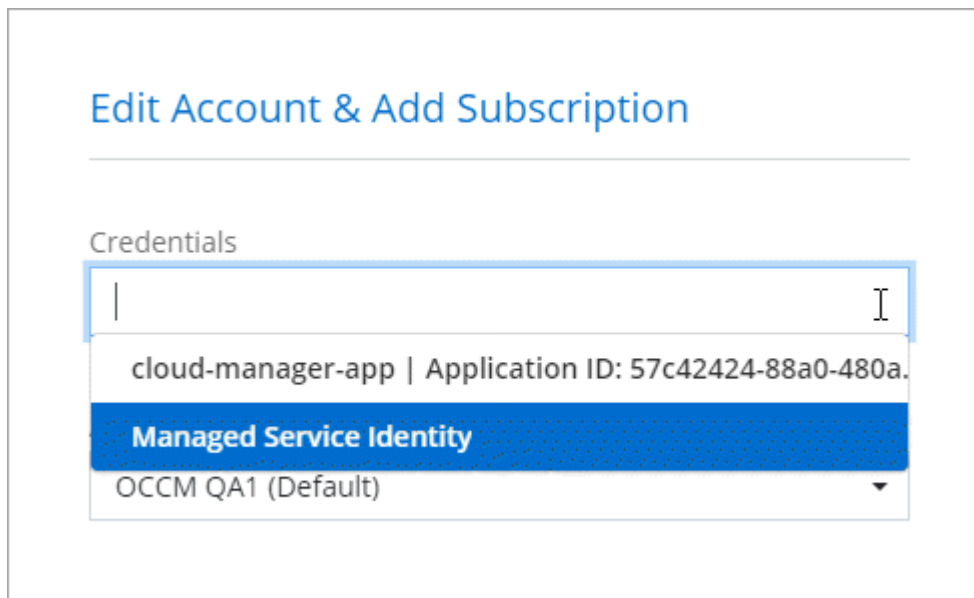 Edit Account & Add Subscription
Credentials
cloud-manager-app | Application ID: 57c42424-88a0-480a.
Managed Service Identity
OCCM QA1 (Default)